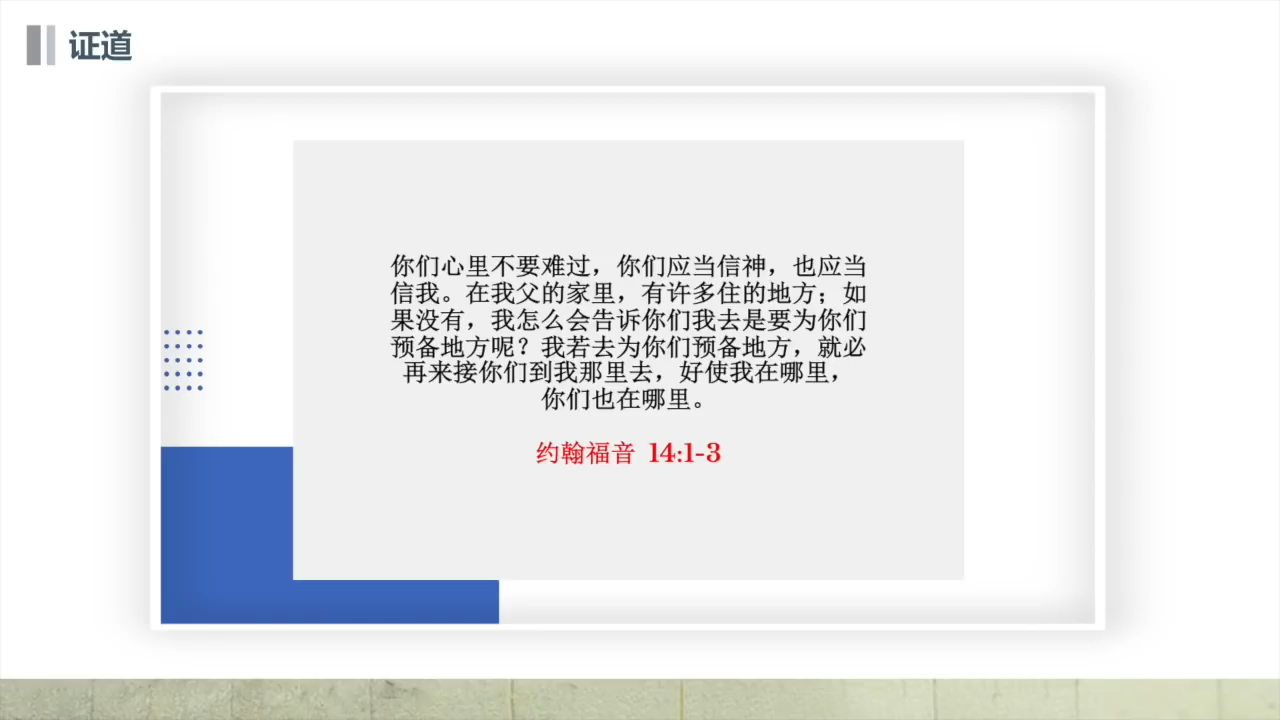 证道
你们心里不要难过，你们应当信神，也应当
信我。在我父的家里，有许多住的地方；如
果没有，我怎么会告诉你们我去是要为你们
预备地方呢？我若去为你们预备地方，就必
再来接你们到我那里去，好使我在哪里，
你们也在哪里。
约翰福音 14:1-3